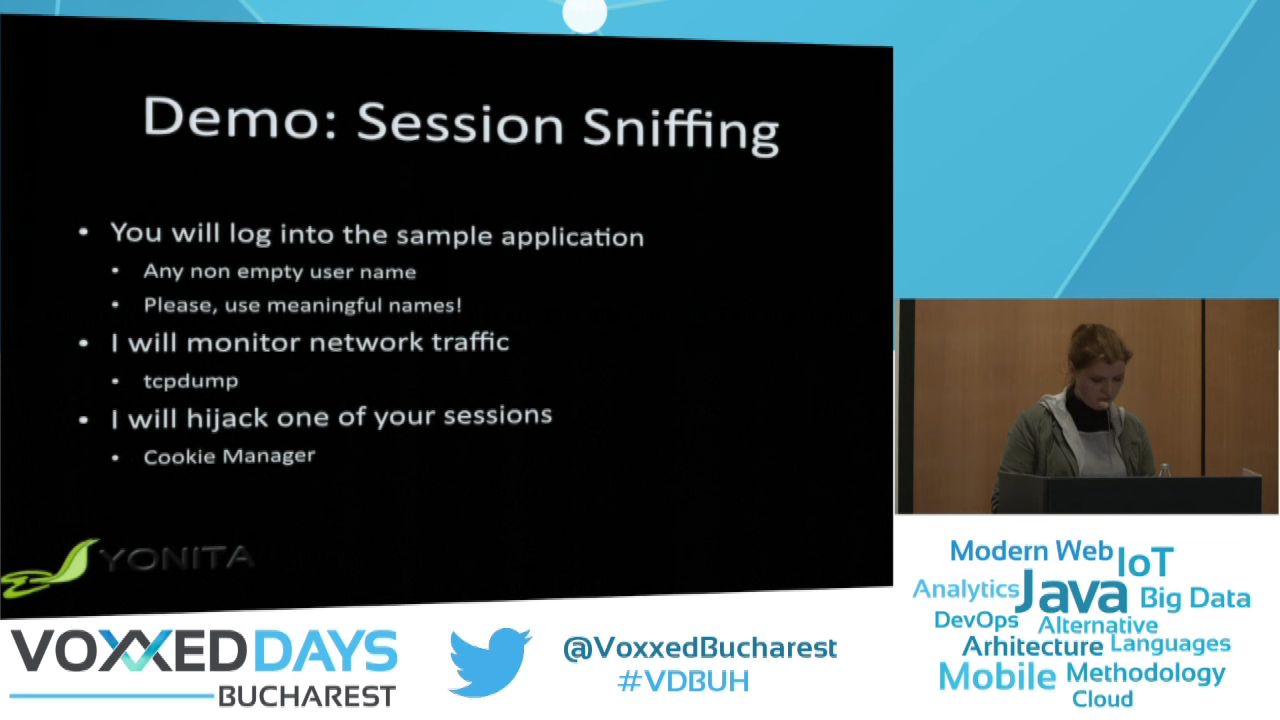 Demo: Session Sniffing
• You will log into the sample application
• Any non empty user name
• Please, use meaningful names!
• I will monitor network traffic
• tcpdump
• I will hijack one of your sessions
• Cookie Manager
YONITA
VOXXED DAYS
BUCHAREST
@VoxxedBucharest
#VDBUH
Modern Web IoT
Analytics Java Big Data
DevOps Alternative
Arhitecture Languages
Mobile Methodology
Cloud